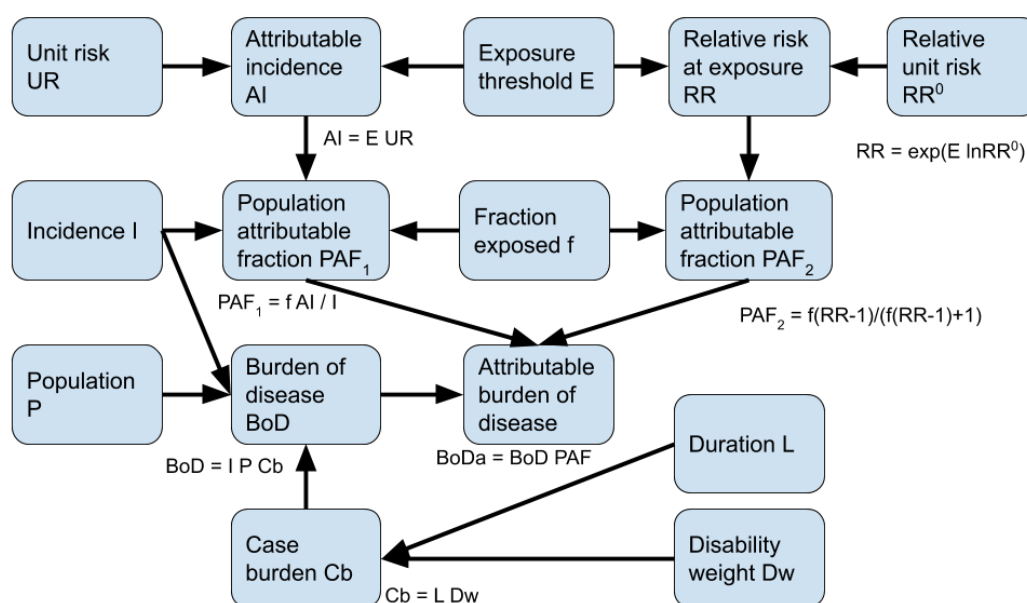 Unit risk
UR
Attributable
incidence
AI
Exposure
threshold E
Relative risk
at exposure
RR
Relative
unit risk
RR⁰
AI = E UR
RR = exp(E lnRR⁰)
Incidence I
Population
attributable
fraction PAF₁
Fraction
exposed f
Population
attributable
fraction PAF₂
PAF₁ = f AI / I
PAF₂ = f(RR-1)/(f(RR-1)+1)
Population
P
Burden of
disease
BoD
Attributable
burden of
disease
Duration L
BoD = I P Cb
BoDa = BoD PAF
Case
burden Cb
Disability
weight Dw
Cb = L Dw